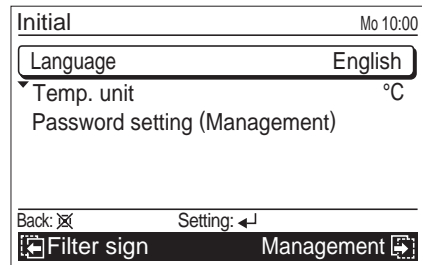 Initial Mo 10:00
Language English
Temp. unit °C
Password setting (Management)
Back: Setting:
Filter sign Management